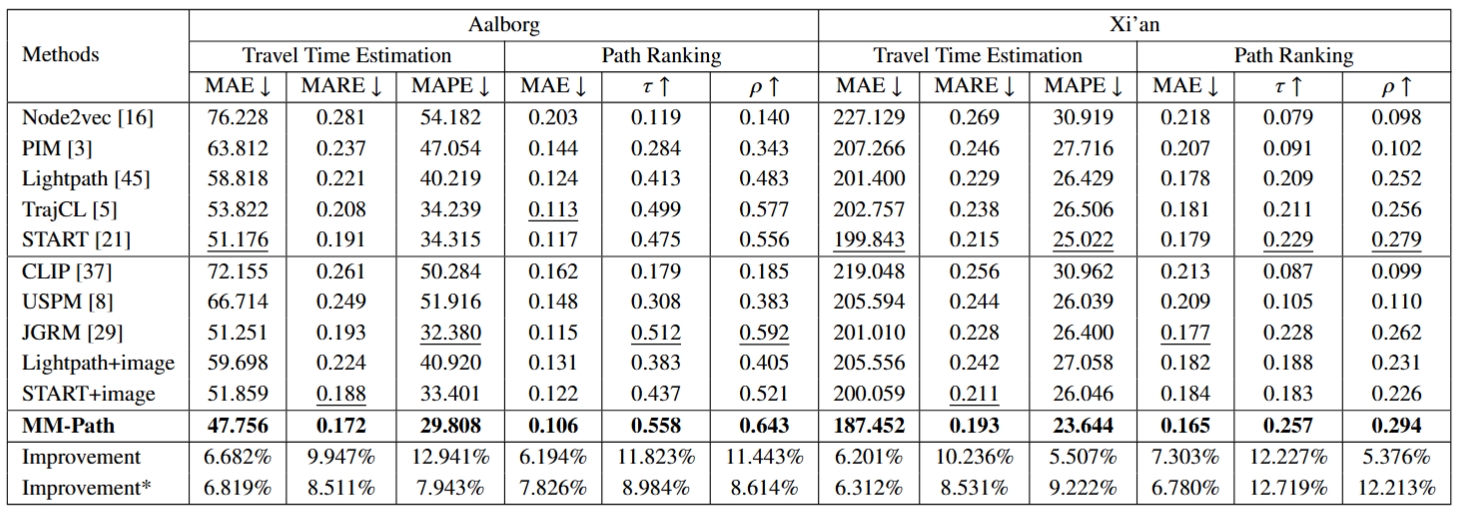 Methods Aalborg Xi'an
Travel Time Estimation Path Ranking Travel Time Estimation Path Ranking
MAE ↓ MARE ↓ MAPE ↓ MAE ↓ τ ↑ ρ ↑ MAE ↓ MARE ↓ MAPE ↓ MAE ↓ τ ↑ ρ ↑
Node2vec [16] 76.228 0.281 54.182 0.203 0.119 0.140 227.129 0.269 30.919 0.218 0.079 0.098
PIM [3] 63.812 0.237 47.054 0.144 0.284 0.343 207.266 0.246 27.716 0.207 0.091 0.102
Lightpath [45] 58.818 0.221 40.219 0.124 0.413 0.483 201.400 0.229 26.429 0.178 0.209 0.252
TrajCL [5] 53.822 0.208 34.239 0.113 0.499 0.577 202.757 0.238 26.506 0.181 0.211 0.256
START [21] 51.176 0.191 34.315 0.117 0.475 0.556 199.843 0.215 25.022 0.179 0.229 0.279
CLIP [37] 72.155 0.261 50.284 0.162 0.179 0.185 219.048 0.256 30.962 0.213 0.087 0.099
USPM [8] 66.714 0.249 51.916 0.148 0.308 0.383 205.594 0.244 26.039 0.209 0.105 0.110
JGRM [29] 51.251 0.193 32.380 0.115 0.512 0.592 201.010 0.228 26.400 0.177 0.228 0.262
Lightpath+image 59.698 0.224 40.920 0.131 0.383 0.405 205.556 0.242 27.058 0.182 0.188 0.231
START+image 51.859 0.188 33.401 0.122 0.437 0.521 200.059 0.211 26.046 0.184 0.183 0.226
MM-Path 47.756 0.172 29.808 0.106 0.558 0.643 187.452 0.193 23.644 0.165 0.257 0.294
Improvement 6.682% 9.947% 12.941% 6.194% 11.823% 11.443% 6.201% 10.236% 5.507% 7.303% 12.227% 5.376%
Improvement* 6.819% 8.511% 7.943% 7.826% 8.984% 8.614% 6.312% 8.531% 9.222% 6.780% 12.719% 12.213%